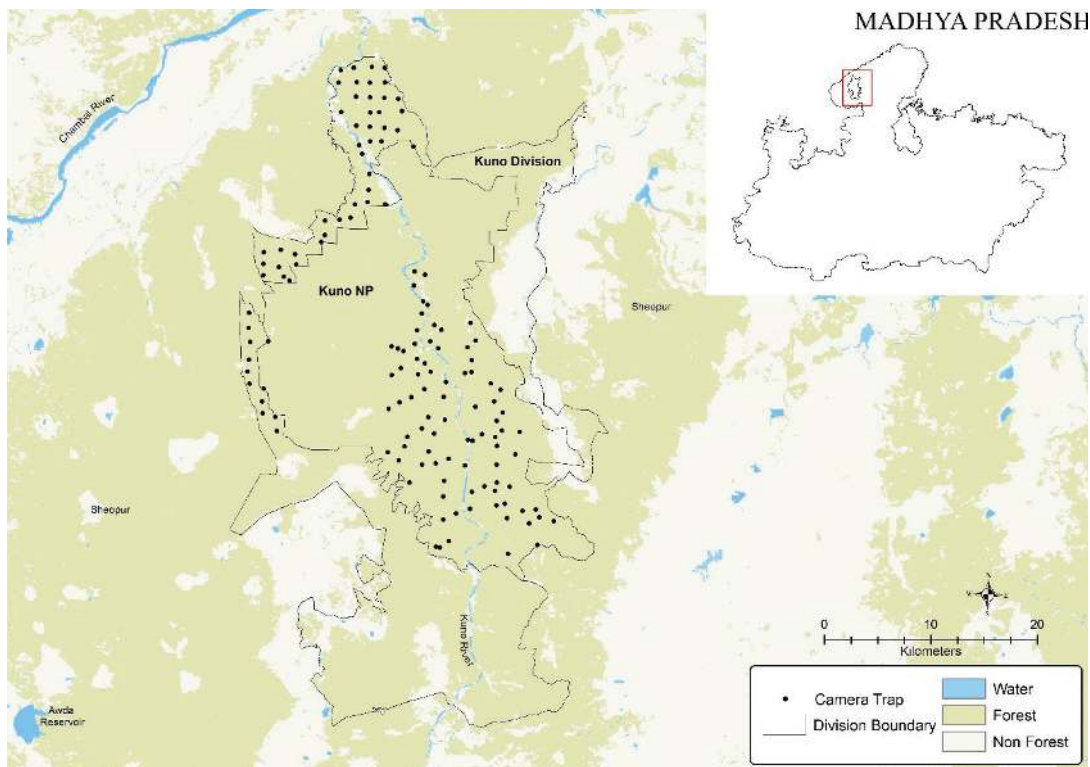 MADHYA PRADESH
Chambal River
Kuno Division
Kuno NP
Sheopur
Sheopur
Kuno River
Awda
Reservoir
0 10 20
Kilometers
Camera Trap
Division Boundary
Water
Forest
Non Forest